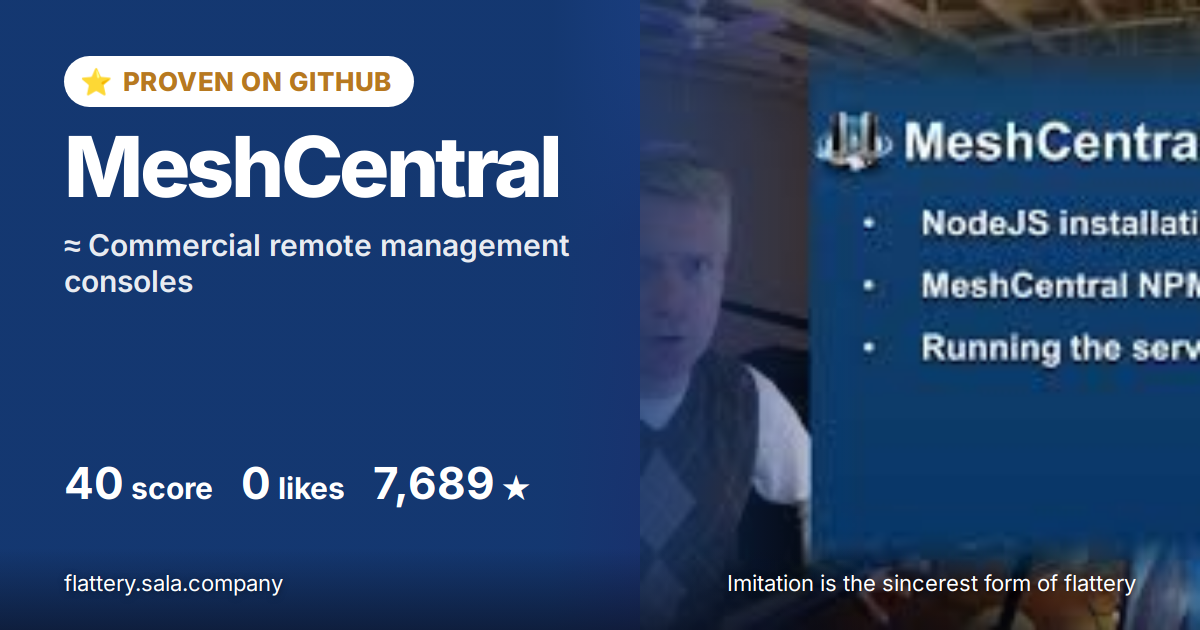 ⭐ PROVEN ON GITHUB
MeshCentral
≈ Commercial remote management
consoles
40 score 0 likes 7,689 ★
flattery.sala.company
MeshCentra
• NodeJS installati
• MeshCentral NPM
• Running the serv
Imitation is the sincerest form of flattery